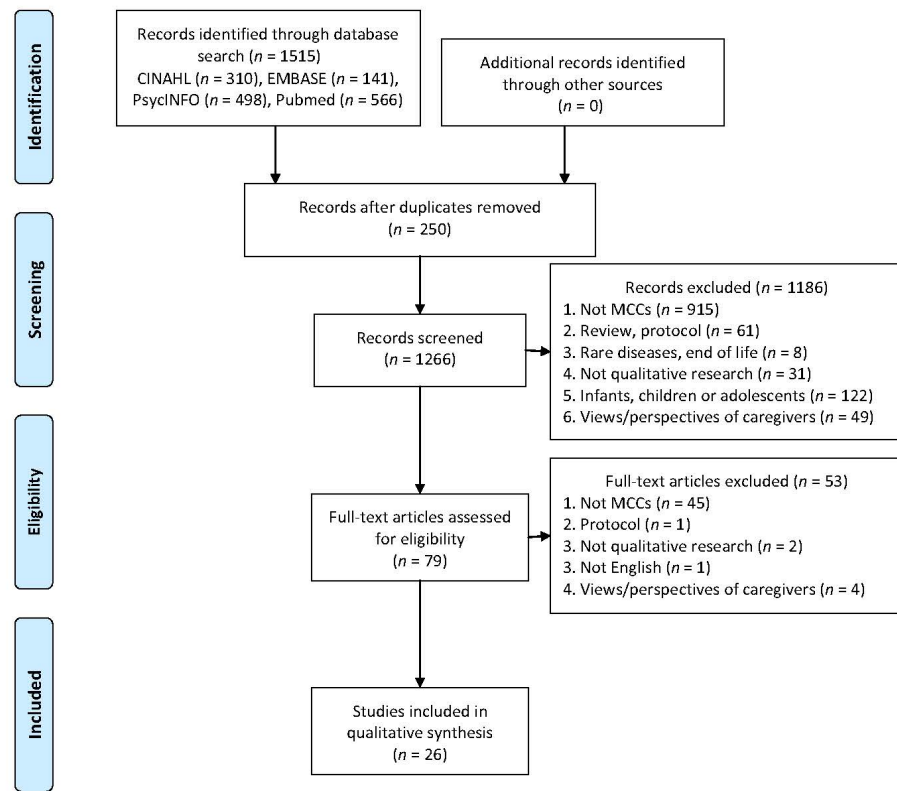 Identification
Records identified through database
search (n = 1515)
CINAHL (n = 310), EMBASE (n = 141),
PsycINFO (n = 498), Pubmed (n = 566)
Additional records identified
through other sources
(n = 0)
Records after duplicates removed
(n = 250)
Screening
Records screened
(n = 1266)
Records excluded (n = 1186)
1. Not MCCs (n = 915)
2. Review, protocol (n = 61)
3. Rare diseases, end of life (n = 8)
4. Not qualitative research (n = 31)
5. Infants, children or adolescents (n = 122)
6. Views/perspectives of caregivers (n = 49)
Eligibility
Full-text articles assessed
for eligibility
(n = 79)
Full-text articles excluded (n = 53)
1. Not MCCs (n = 45)
2. Protocol (n = 1)
3. Not qualitative research (n = 2)
3. Not English (n = 1)
4. Views/perspectives of caregivers (n = 4)
Included
Studies included in
qualitative synthesis
(n = 26)